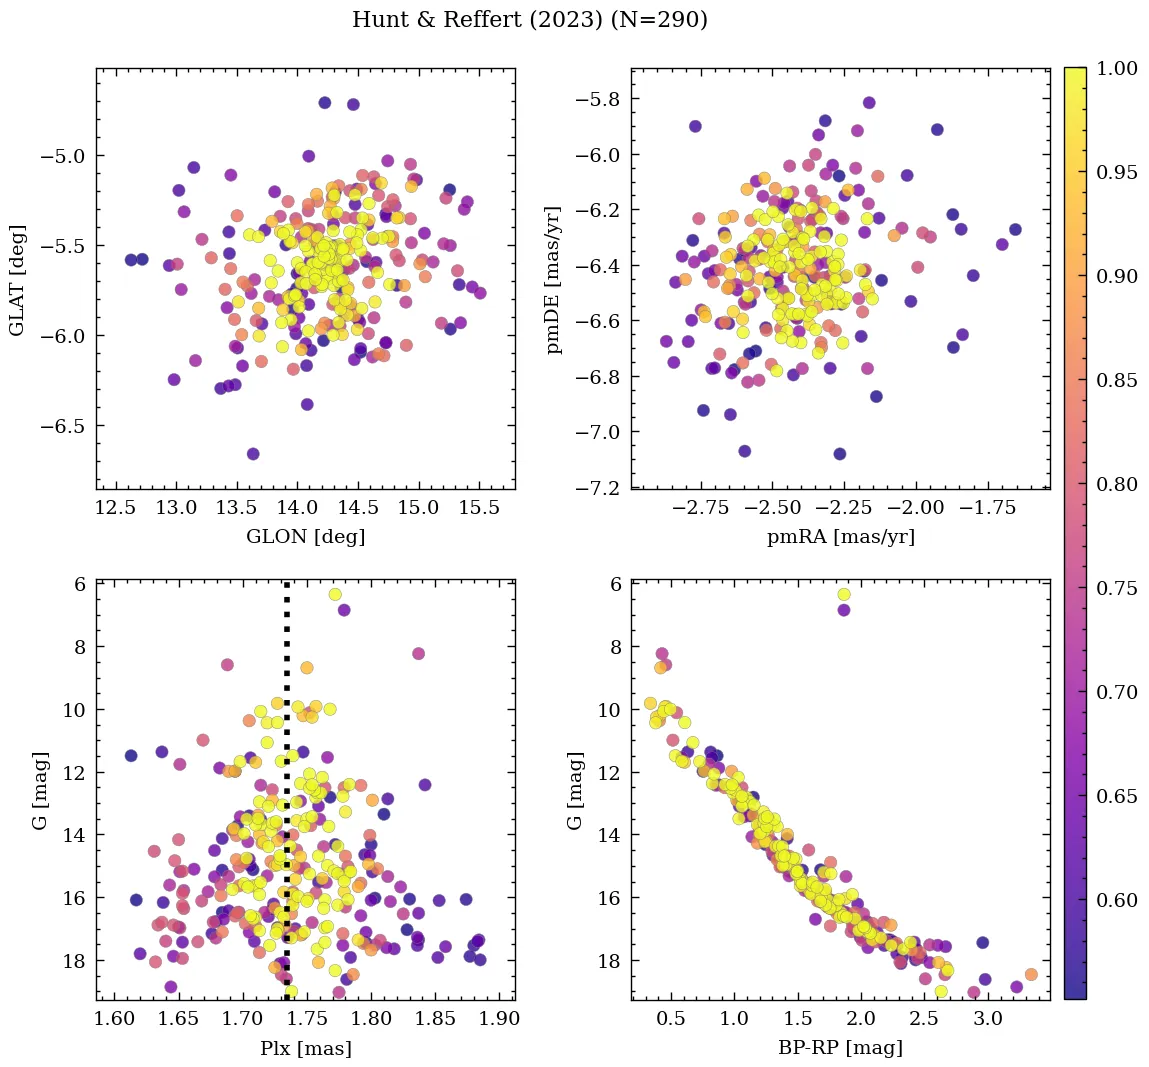 Hunt & Reffert (2023) (N=290)
−5.0
−5.5
−6.0
−6.5
GLAT [deg]
12.5 13.0 13.5 14.0 14.5 15.0 15.5
GLON [deg]
−5.8
−6.0
−6.2
−6.4
−6.6
−6.8
−7.0
−7.2
pmDE [mas/yr]
−2.75 −2.50 −2.25 −2.00 −1.75
pmRA [mas/yr]
6
8
10
12
14
16
18
G [mag]
1.60 1.65 1.70 1.75 1.80 1.85 1.90
Plx [mas]
6
8
10
12
14
16
18
G [mag]
0.5 1.0 1.5 2.0 2.5 3.0
BP-RP [mag]
1.00
0.95
0.90
0.85
0.80
0.75
0.70
0.65
0.60